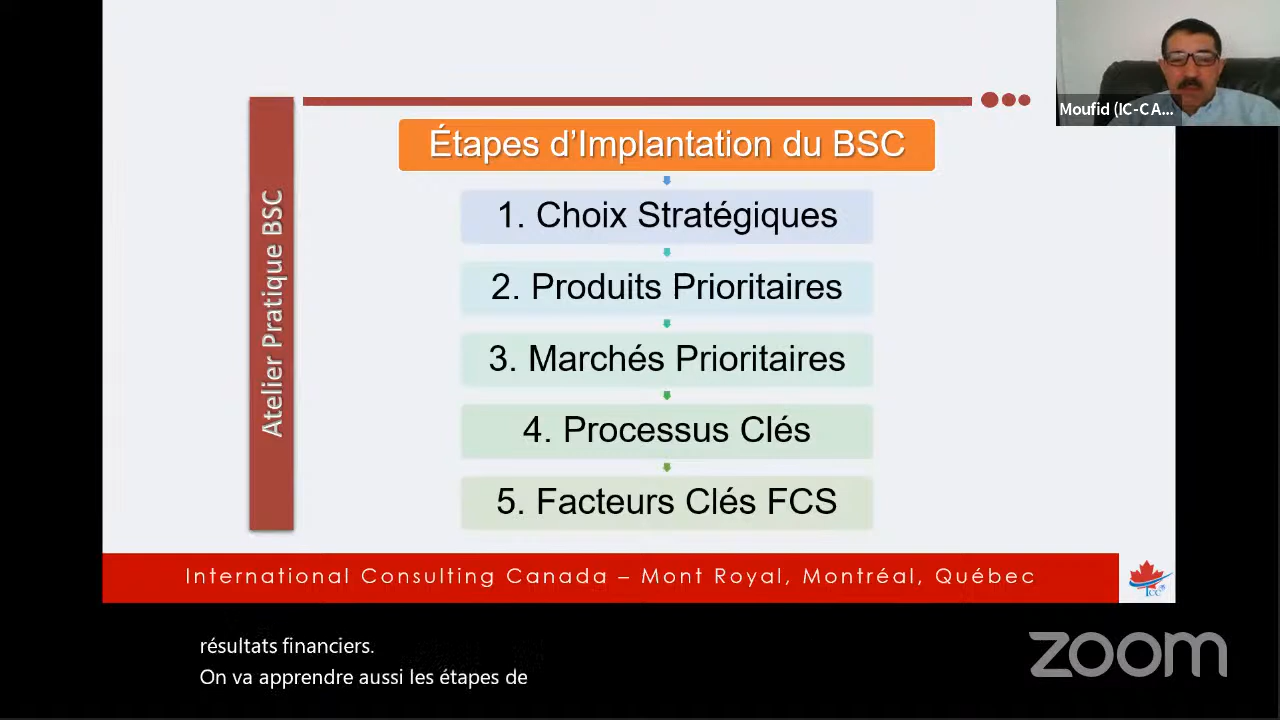 Moufid (IC-CA...
Atelier Pratique BSC
Étapes d’Implantation du BSC
1. Choix Stratégiques
2. Produits Prioritaires
3. Marchés Prioritaires
4. Processus Clés
5. Facteurs Clés FCS
International Consulting Canada – Mont Royal, Montréal, Québec
ICC
résultats financiers.
On va apprendre aussi les étapes de
zoom